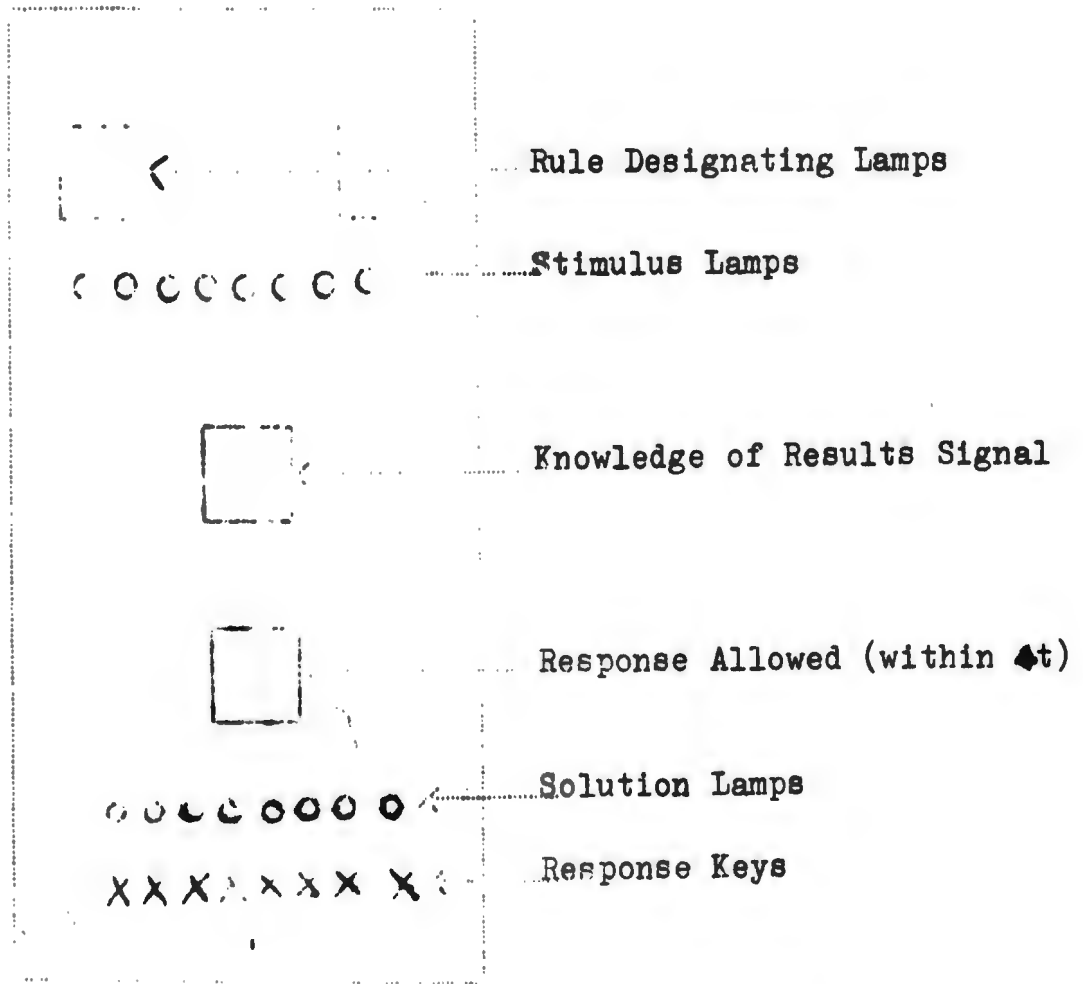 Rule Designating Lamps
Stimulus Lamps
Knowledge of Results Signal
Response Allowed (within t)
Solution Lamps
Response Keys